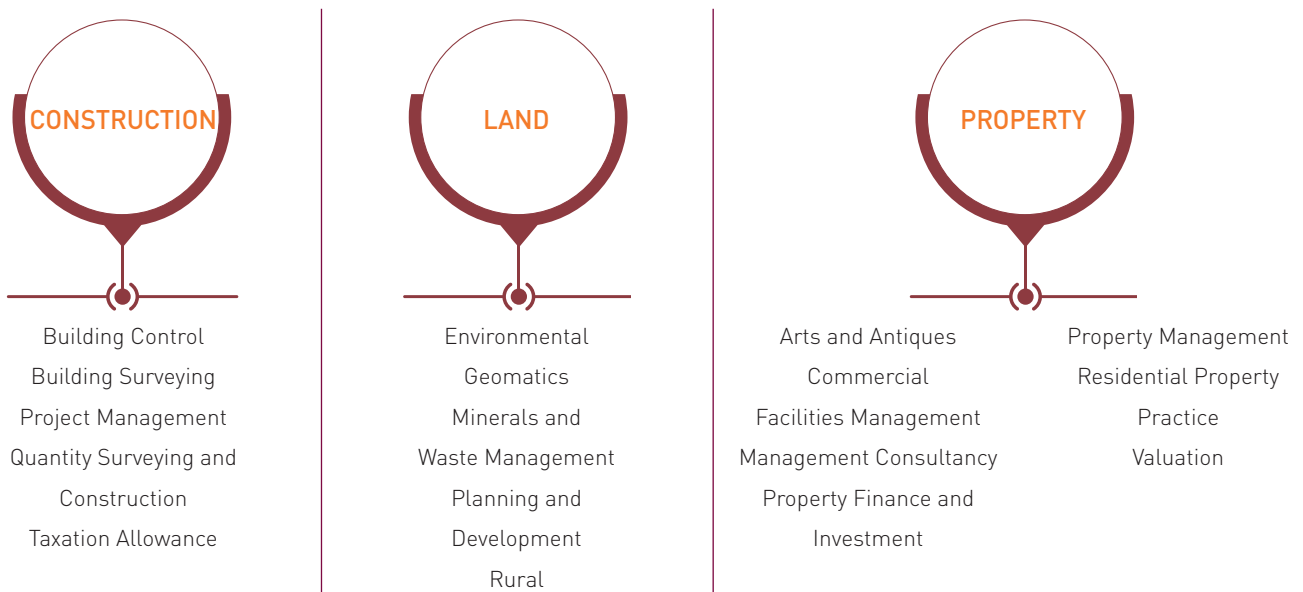 CONSTRUCTION
Building Control
Building Surveying
Project Management
Quantity Surveying and
Construction
Taxation Allowance
LAND
Environmental
Geomatics
Minerals and
Waste Management
Planning and
Development
Rural
PROPERTY
Arts and Antiques
Commercial
Facilities Management
Management Consultancy
Property Finance and
Investment
Property Management
Residential Property
Practice
Valuation